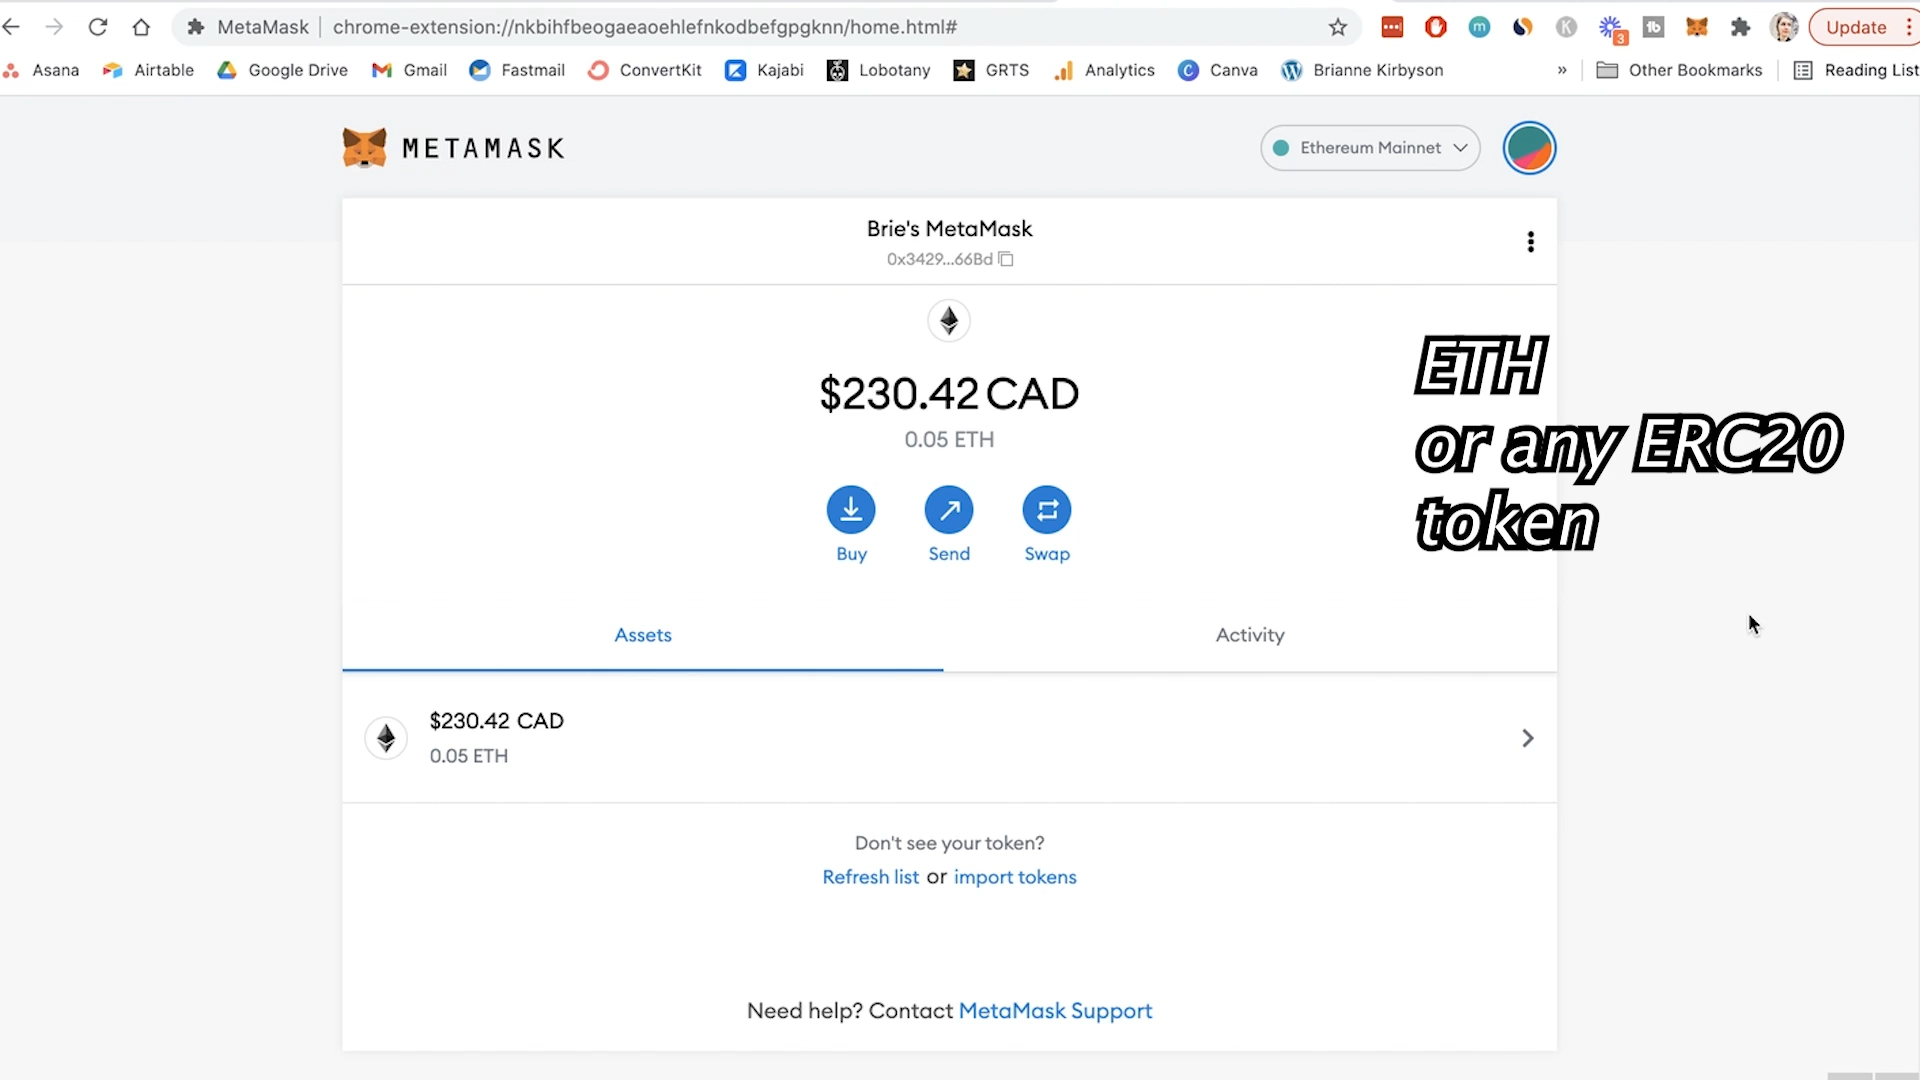 MetaMask | chrome-extension://nkbihfbeogaeaoehlefnkodbefgpgknn/home.html#
3
tb
Update
Asana Airtable Google Drive Gmail Fastmail ConvertKit Kajabi Lobotany GRTS Analytics Canva Brianne Kirbyson » Other Bookmarks Reading List
METAMASK
Ethereum Mainnet
Brie's MetaMask
0x3429...66Bd
$230.42 CAD
0.05 ETH
ETH
or any ERC20
token
Buy Send Swap
Assets Activity
$230.42 CAD
0.05 ETH
Don't see your token?
Refresh list or import tokens
Need help? Contact MetaMask Support